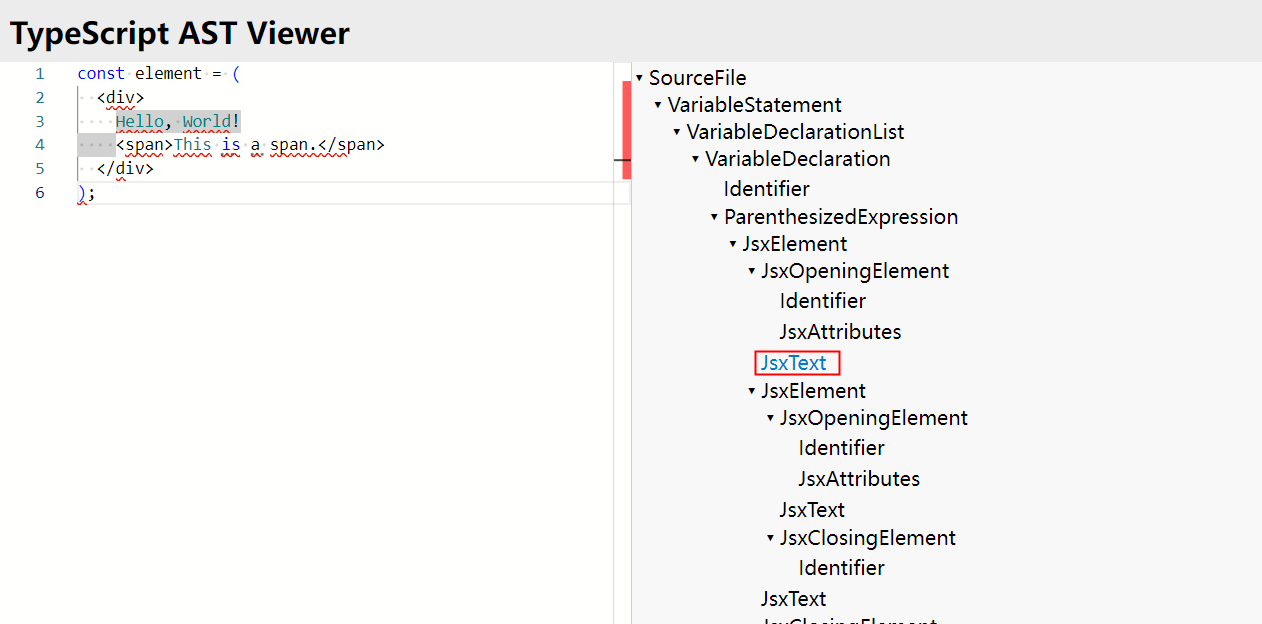 TypeScript AST Viewer
1 const element = (
2 <div>
3 Hello, World!
4 <span>This is a span.</span>
5 </div>
6 );
SourceFile
VariableStatement
VariableDeclarationList
VariableDeclaration
Identifier
ParenthesizedExpression
JsxElement
JsxOpeningElement
Identifier
JsxAttributes
JsxText
JsxElement
JsxOpeningElement
Identifier
JsxAttributes
JsxText
JsxClosingElement
Identifier
JsxText
JsxClosingElement